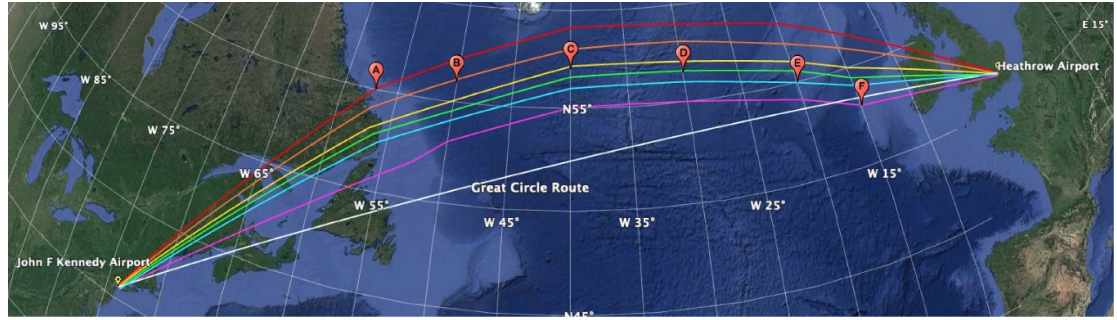 W 95°
E 15°
Heathrow Airport
W 85°
A
B
C
D
E
F
N55°
W 75°
W 65°
W 15°
Great Circle Route
W 55°
W 45°
W 35°
W 25°
John F Kennedy Airport
N45°